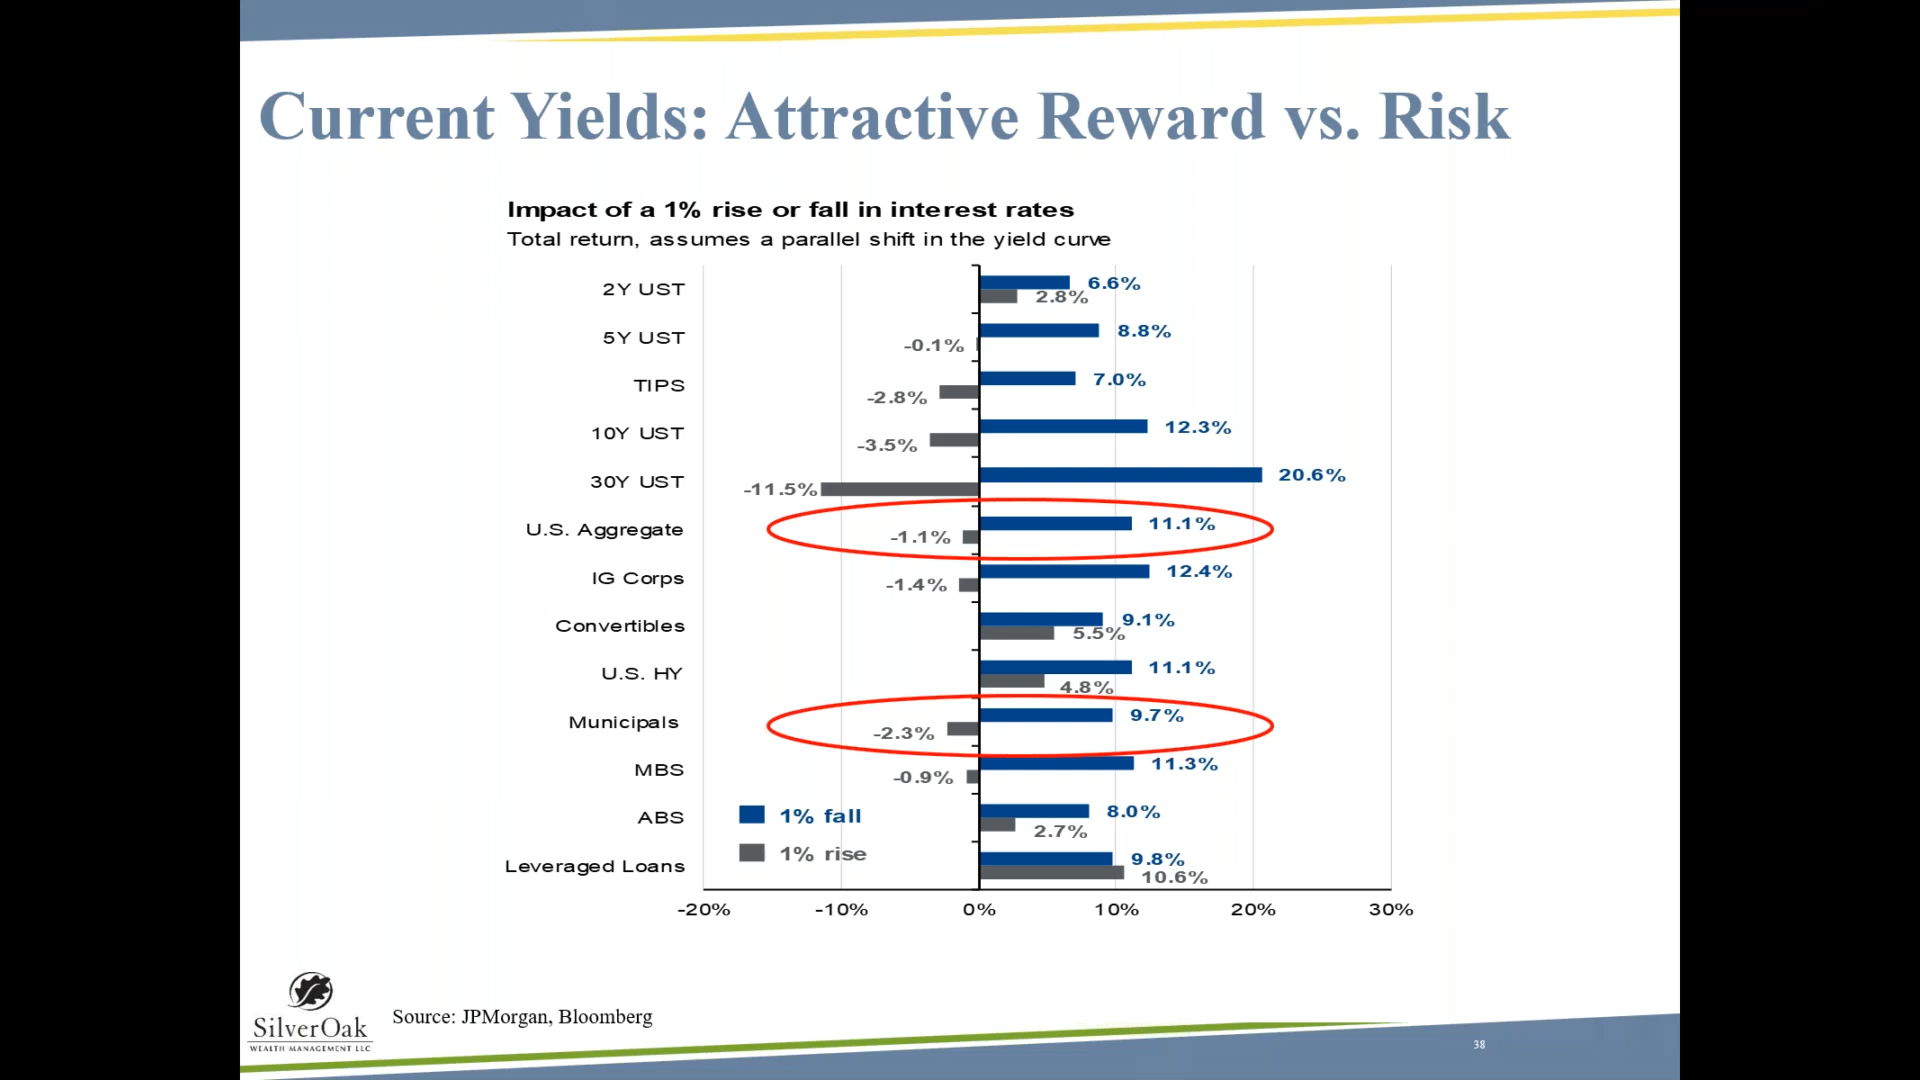 Current Yields: Attractive Reward vs. Risk
Impact of a 1% rise or fall in interest rates
Total return, assumes a parallel shift in the yield curve
2Y UST 6.6% 2.8%
5Y UST -0.1% 8.8%
TIPS -2.8% 7.0%
10Y UST -3.5% 12.3%
30Y UST -11.5% 20.6%
U.S. Aggregate -1.1% 11.1%
IG Corps -1.4% 12.4%
Convertibles 9.1% 5.5%
U.S. HY 11.1% 4.8%
Municipals -2.3% 9.7%
MBS -0.9% 11.3%
ABS 8.0% 2.7%
1% fall
1% rise
Leveraged Loans 9.8% 10.6%
-20% -10% 0% 10% 20% 30%
SilverOak
WEALTH MANAGEMENT LLC
Source: JPMorgan, Bloomberg
38